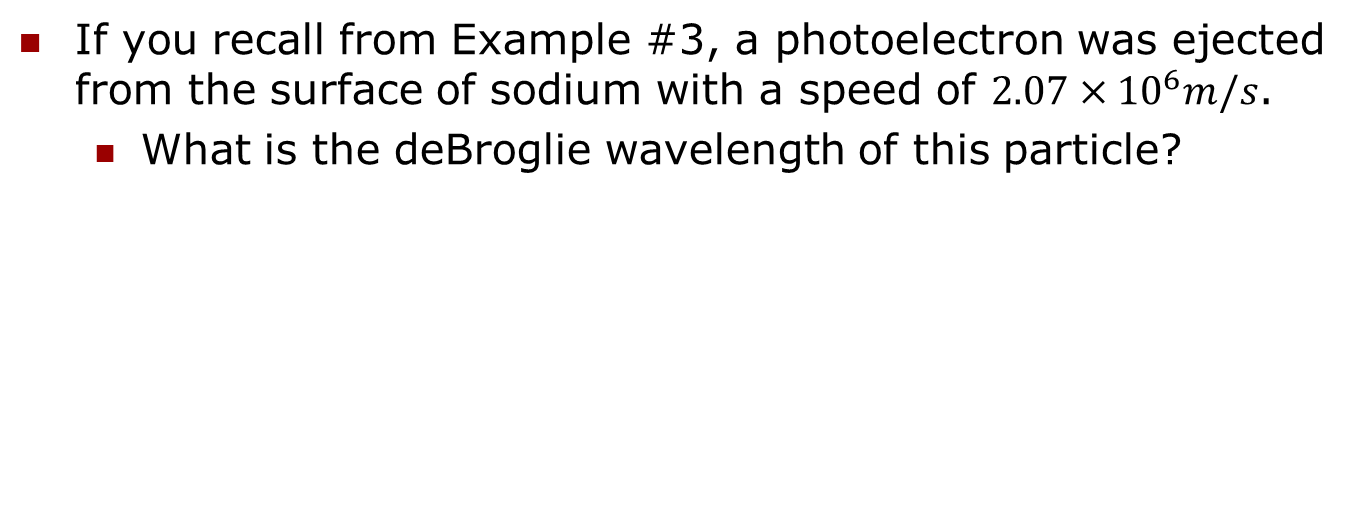 If you recall from Example #3, a photoelectron was ejected
from the surface of sodium with a speed of 2.07 × 10⁶m/s.
What is the deBroglie wavelength of this particle?